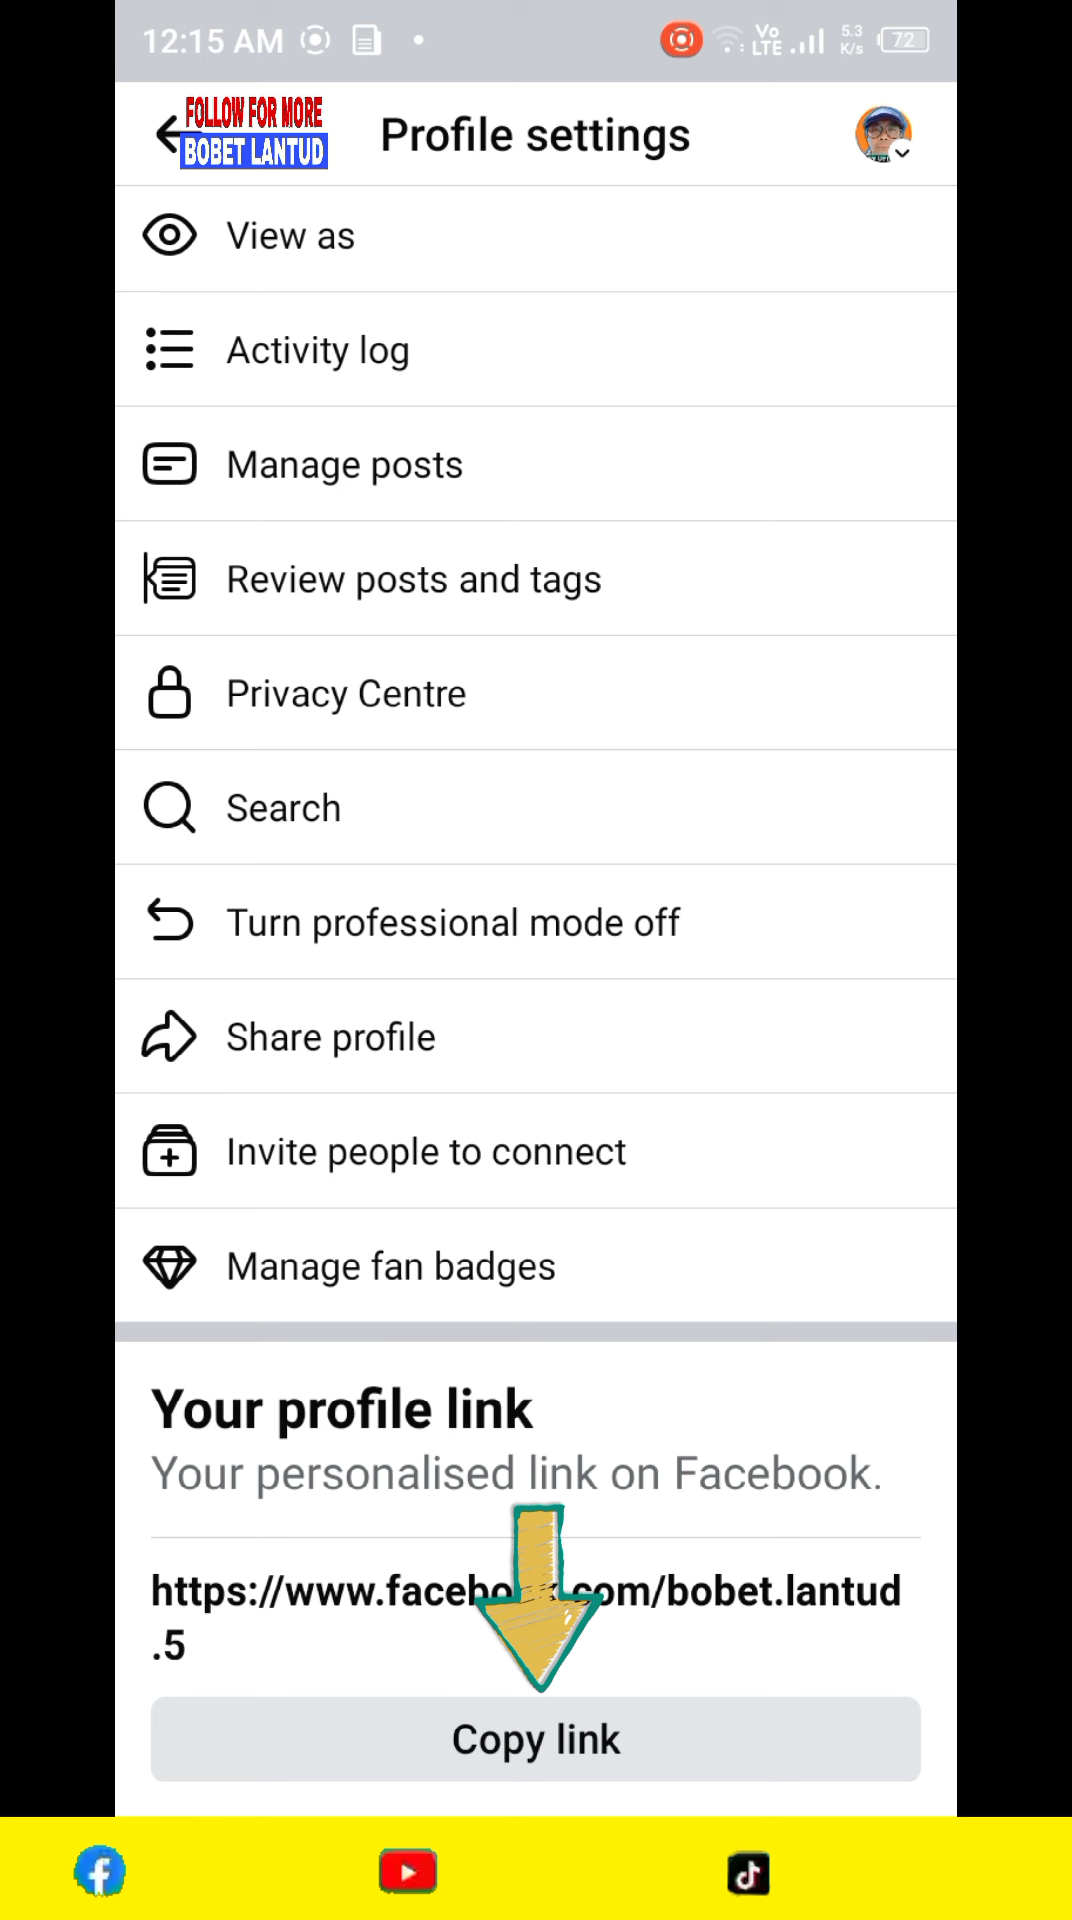 12:15 AM
Vo
LTE
5.3
K/s
72
FOLLOW FOR MORE
BOBET LANTUD
Profile settings
View as
Activity log
Manage posts
Review posts and tags
Privacy Centre
Search
Turn professional mode off
Share profile
Invite people to connect
Manage fan badges
Your profile link
Your personalised link on Facebook.
https://www.facebook.com/bobet.lantud
.5
Copy link